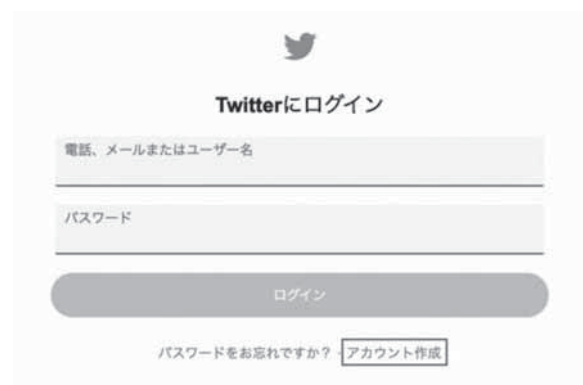 Twitterにログイン
電話、メールまたはユーザー名
パスワード
ログイン
パスワードをお忘れですか？ · アカウント作成